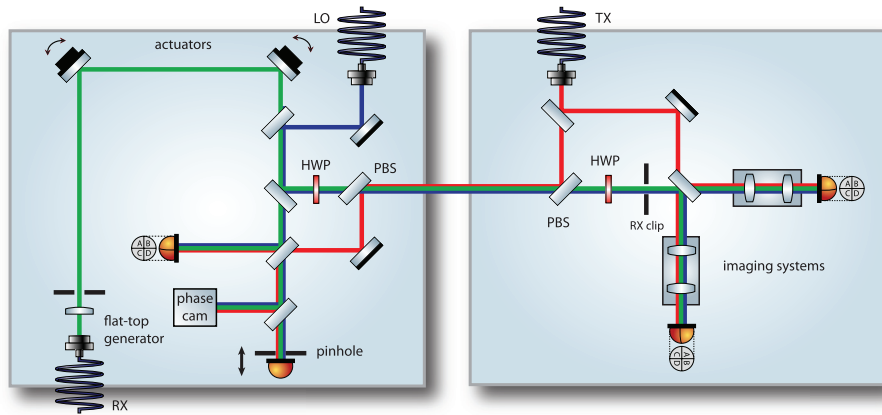 LO
TX
actuators
HWP
PBS
HWP
A B
C D
PBS
RX clip
A B
C D
imaging systems
phase
cam
flat-top
generator
pinhole
A B
C D
RX